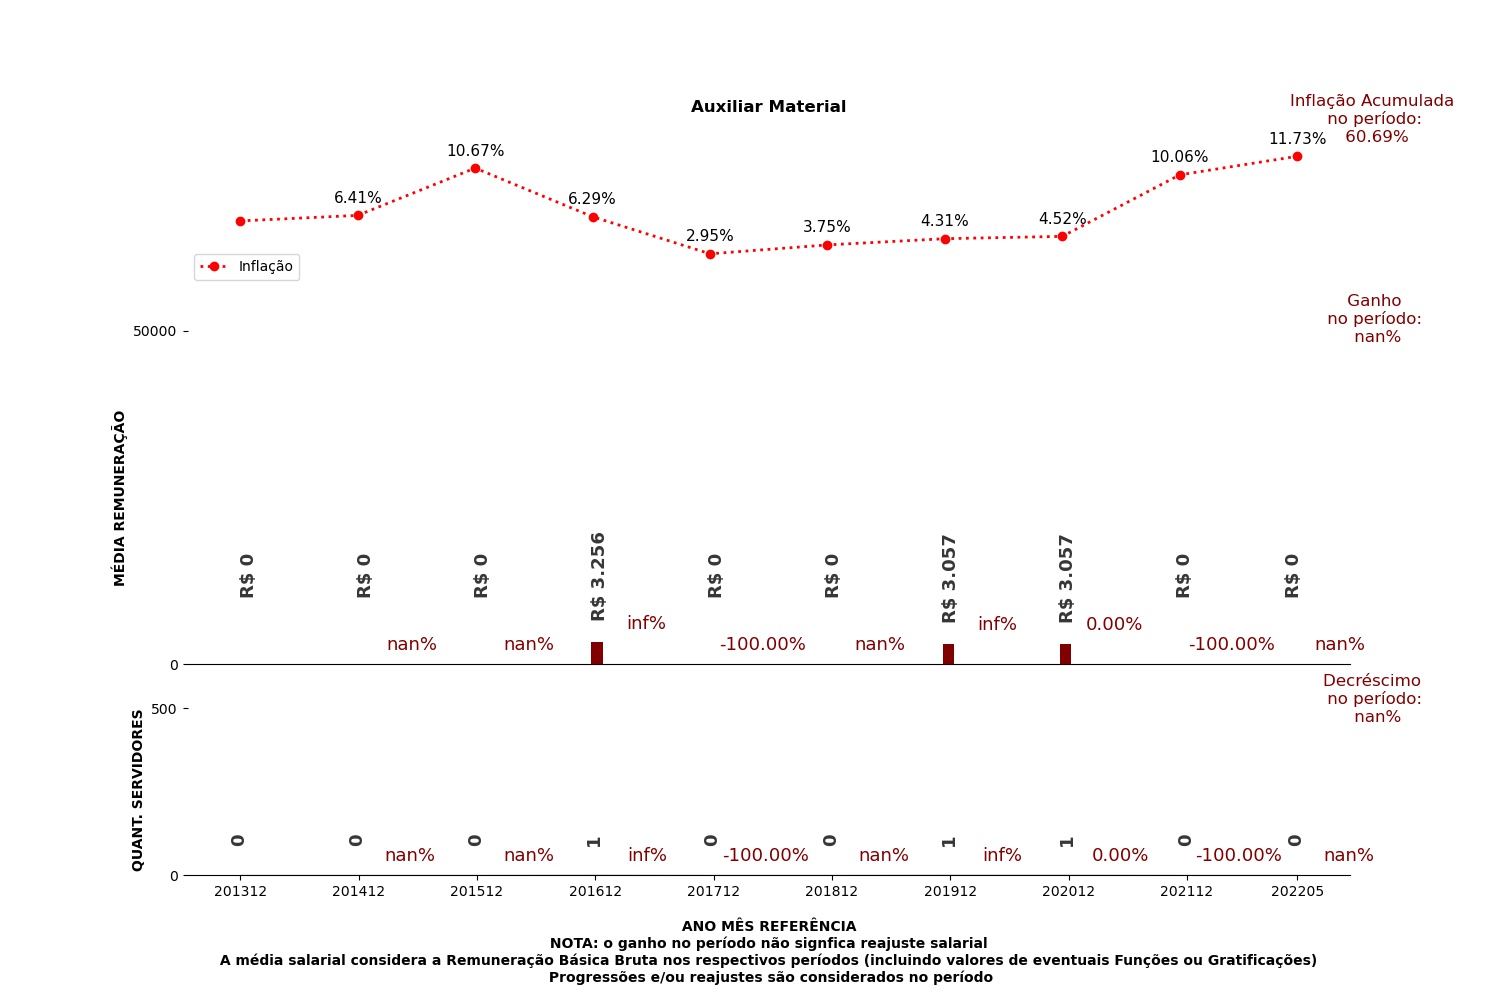 Auxiliar Material
Inflação Acumulada
no período:
60.69%
6.41%
10.67%
6.29%
2.95%
3.75%
4.31%
4.52%
10.06%
11.73%
Inflação
Ganho
no período:
nan%
50000
0
MÉDIA REMUNERAÇÃO
R$ 0
R$ 0
R$ 0
R$ 3.256
R$ 0
R$ 0
R$ 3.057
R$ 3.057
R$ 0
R$ 0
nan%
nan%
inf%
-100.00%
nan%
inf%
0.00%
-100.00%
nan%
Decréscimo
no período:
nan%
500
0
QUANT. SERVIDORES
0
0
0
1
0
0
1
1
0
0
nan%
nan%
inf%
-100.00%
nan%
inf%
0.00%
-100.00%
nan%
201312
201412
201512
201612
201712
201812
201912
202012
202112
202205
ANO MÊS REFERÊNCIA
NOTA: o ganho no período não signfica reajuste salarial
A média salarial considera a Remuneração Básica Bruta nos respectivos períodos (incluindo valores de eventuais Funções ou Gratificações)
Progressões e/ou reajustes são considerados no período